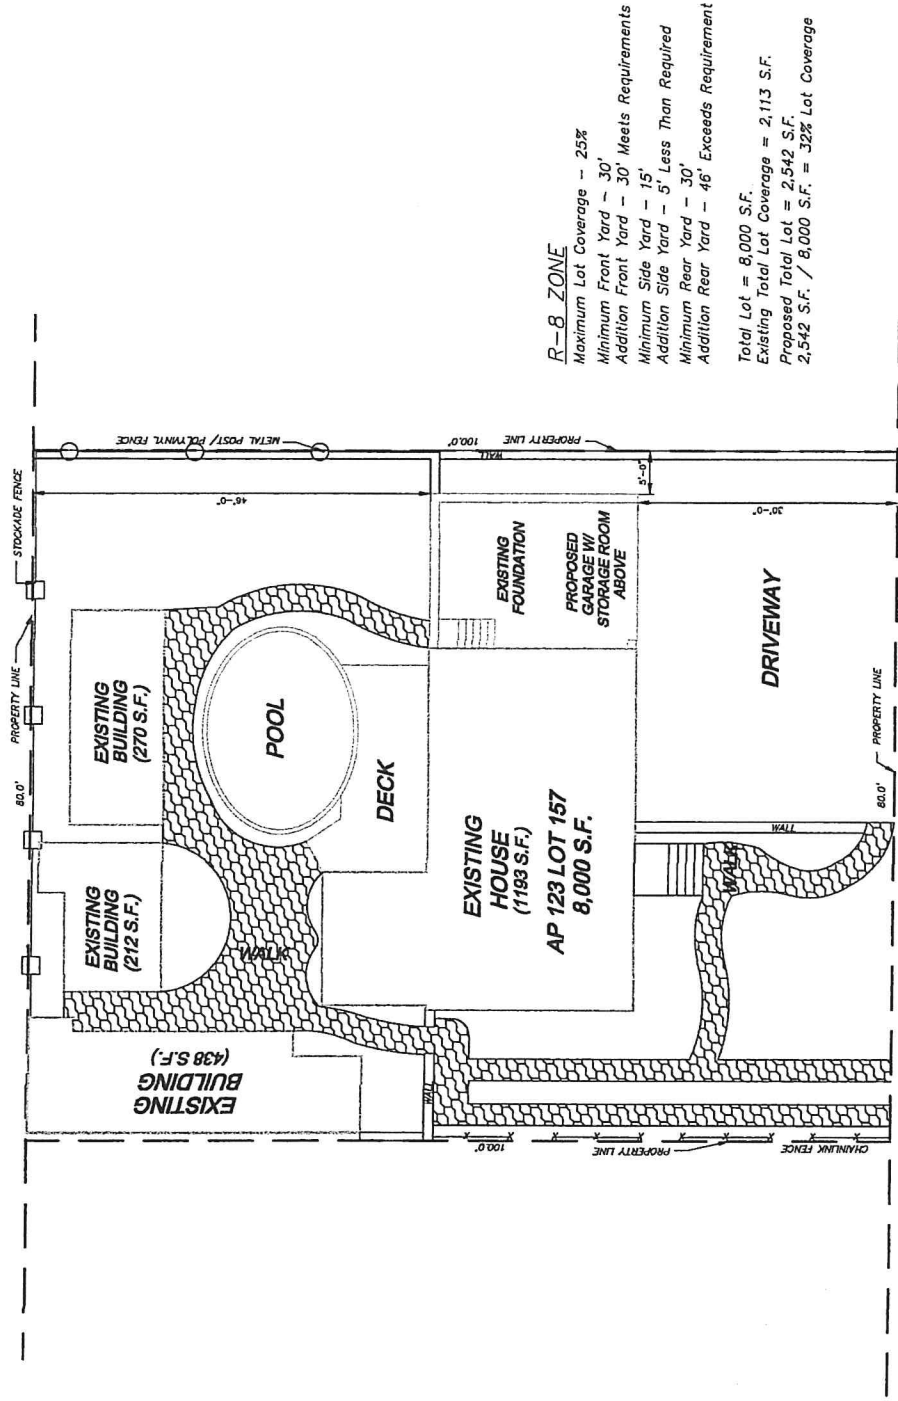 R-8 ZONE
Maximum Lot Coverage - 25%
Minimum Front Yard - 30'
Addition Front Yard - 30' Meets Requirements
Minimum Side Yard - 15'
Addition Side Yard - 5' Less Than Required
Minimum Rear Yard - 30'
Addition Rear Yard - 46' Exceeds Requirement
Total Lot = 8,000 S.F.
Existing Total Lot Coverage = 2,113 S.F.
Proposed Total Lot = 2,542 S.F.
2,542 S.F. / 8,000 S.F. = 32% Lot Coverage
STOCKADE FENCE
PROPERTY LINE
80.0'
METAL POST/ POLYVINYL FENCE
46'-0"
100.0'
PROPERTY LINE
WALL
5'-0"
EXISTING
BUILDING
(270 S.F.)
EXISTING
BUILDING
(212 S.F.)
EXISTING
BUILDING
(438 S.F.)
POOL
DECK
WALK
EXISTING
FOUNDATION
PROPOSED
GARAGE W/
STORAGE ROOM
ABOVE
EXISTING
HOUSE
(1193 S.F.)
AP 123 LOT 157
8,000 S.F.
30'-0"
DRIVEWAY
WALL
WALK
WALL
100.0'
PROPERTY LINE
CHAINLINK FENCE
80.0'
PROPERTY LINE